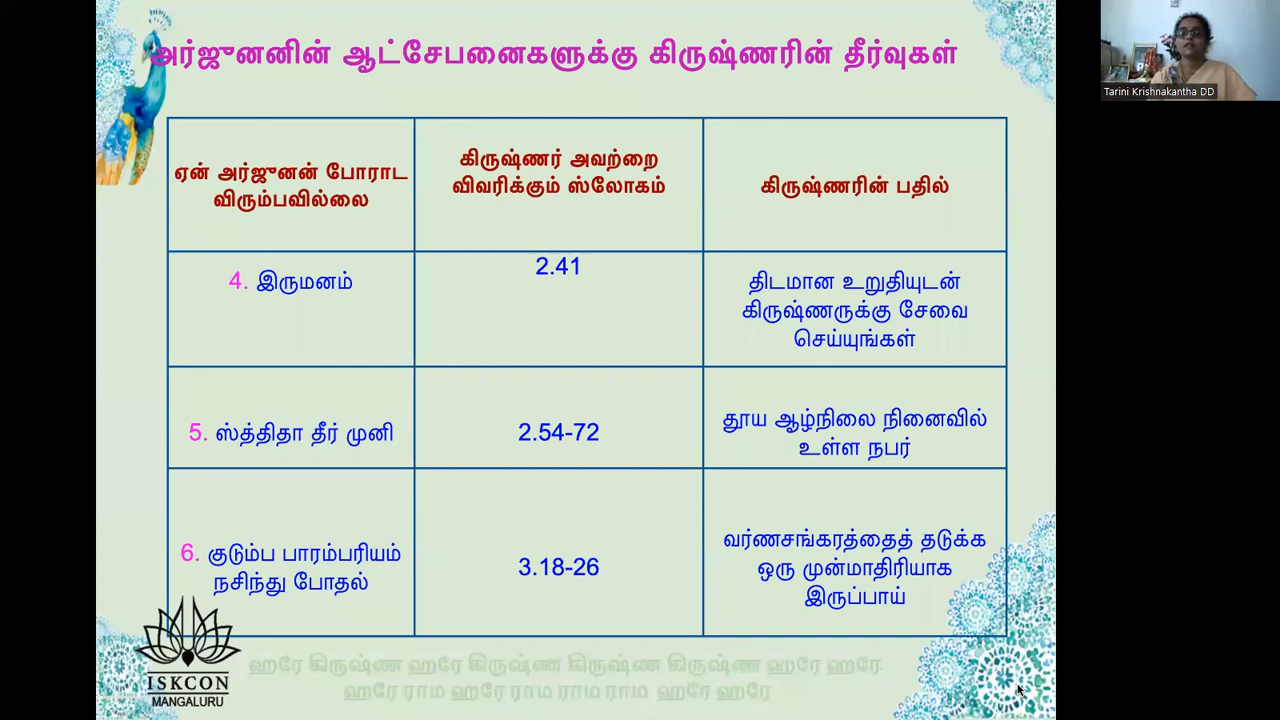 அர்ஜுனனின் ஆட்சேபனைகளுக்கு கிருஷ்ணரின் தீர்வுகள்
Tarini Krishnakantha DD
ஏன் அர்ஜுனன் போராட
விரும்பவில்லை
கிருஷ்ணர் அவற்றை
விவரிக்கும் ஸ்லோகம்
கிருஷ்ணரின் பதில்
4. இருமனம்
2.41
திடமான உறுதியுடன்
கிருஷ்ணருக்கு சேவை
செய்யுங்கள்
5. ஸ்த்திதா தீர் முனி
2.54-72
தூய ஆழ்நிலை நினைவில்
உள்ள நபர்
6. குடும்ப பாரம்பரியம்
நசிந்து போதல்
3.18-26
வர்ணசங்கரத்தைத் தடுக்க
ஒரு முன்மாதிரியாக
இருப்பாய்
ஹரே கிருஷ்ண ஹரே கிருஷ்ண கிருஷ்ண கிருஷ்ண ஹரே ஹரே
ஹரே ராம ஹரே ராம ராம ராம ஹரே ஹரே
ISKCON
MANGALURU